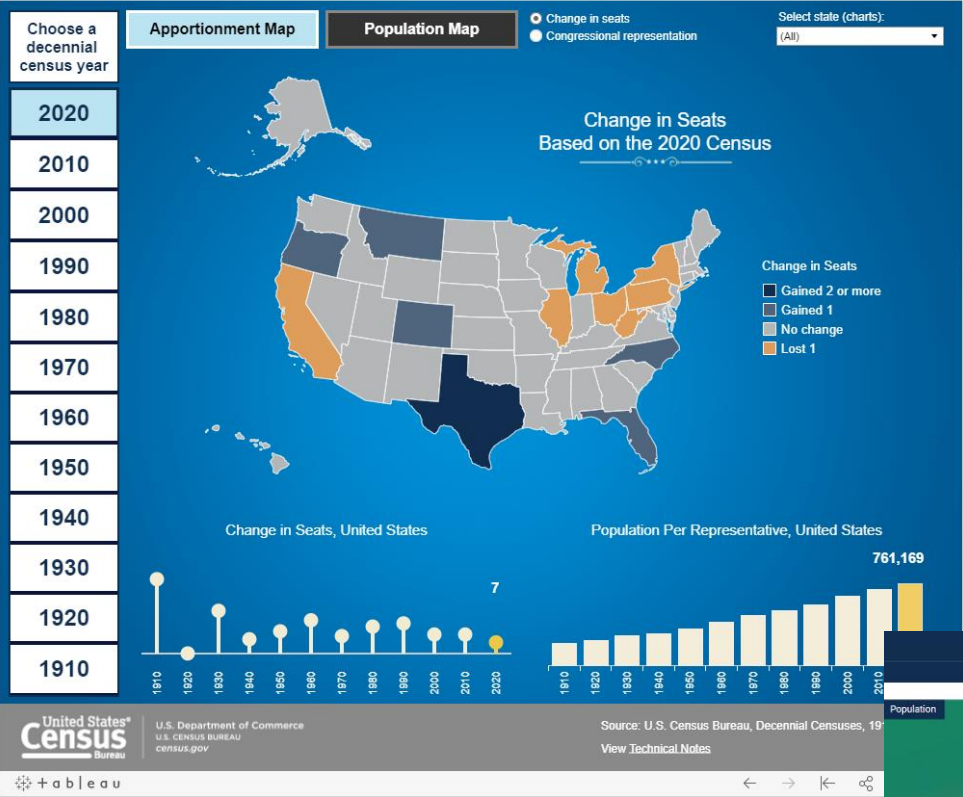 Choose a
decennial
census year
2020
2010
2000
1990
1980
1970
1960
1950
1940
1930
1920
1910
Apportionment Map
Population Map
Change in seats
Congressional representation
Select state (charts):
(All)
Change in Seats
Based on the 2020 Census
Change in Seats
Gained 2 or more
Gained 1
No change
Lost 1
Change in Seats, United States
7
1910 1920 1930 1940 1950 1960 1970 1980 1990 2000 2010 2020
Population Per Representative, United States
761,169
1910 1920 1930 1940 1950 1960 1970 1980 1990 2000 2010
Population
United States®
Census
Bureau
U.S. Department of Commerce
U.S. CENSUS BUREAU
census.gov
Source: U.S. Census Bureau, Decennial Censuses, 19
View Technical Notes
+ableau